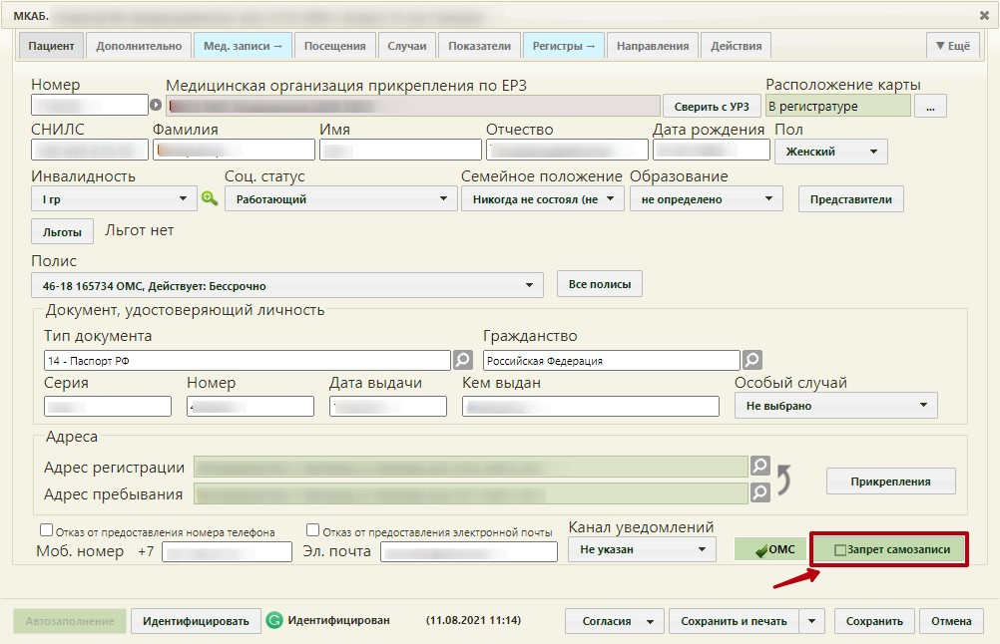 МКАБ.
Пациент Дополнительно Мед. записи → Посещения Случаи Показатели Регистры → Направления Действия ▼ Ещё
Номер Медицинская организация прикрепления по ЕРЗ Расположение карты
Сверить с УРЗ В регистратуре ...
СНИЛС Фамилия Имя Отчество Дата рождения Пол
Женский
Инвалидность Соц. статус Семейное положение Образование
I гр Работающий Никогда не состоял (не не определено Представители
Льготы Льгот нет
Полис
46-18 165734 ОМС, Действует: Бессрочно Все полисы
Документ, удостоверяющий личность
Тип документа Гражданство
14 - Паспорт РФ Российская Федерация
Серия Номер Дата выдачи Кем выдан Особый случай
Не выбрано
Адреса
Адрес регистрации
Адрес пребывания Прикрепления
Отказ от предоставления номера телефона Отказ от предоставления электронной почты Канал уведомлений
Моб. номер +7 Эл. почта Не указан ОМС Запрет самозаписи
Автозаполнение Идентифицировать Идентифицирован (11.08.2021 11:14) Согласия Сохранить и печать Сохранить Отмена